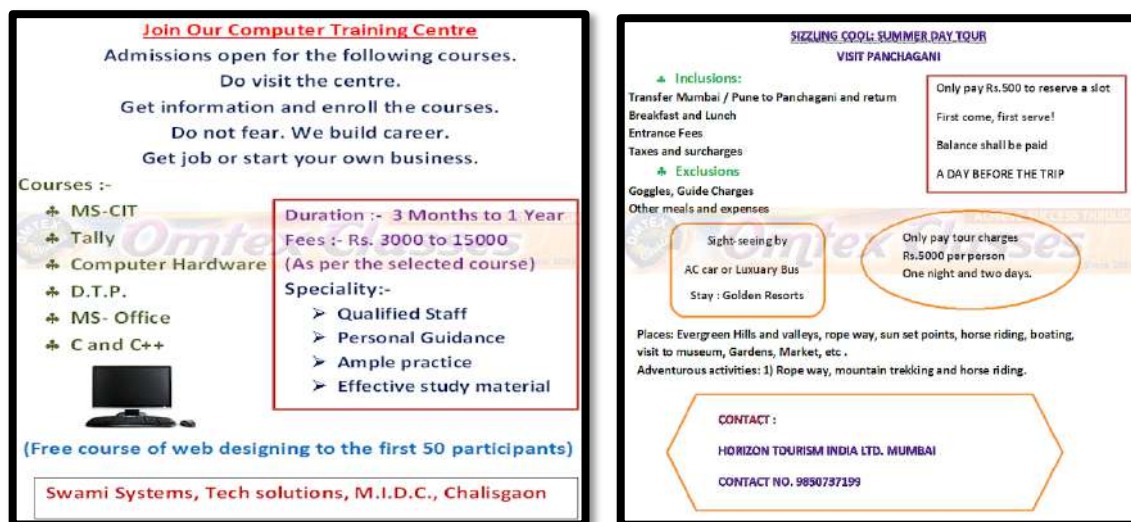 Join Our Computer Training Centre
Admissions open for the following courses.
Do visit the centre.
Get information and enroll the courses.
Do not fear. We build career.
Get job or start your own business.
Courses :-
MS-CIT
Tally
Computer Hardware
D.T.P.
MS- Office
C and C++
Duration :- 3 Months to 1 Year
Fees :- Rs. 3000 to 15000
(As per the selected course)
Speciality:-
Qualified Staff
Personal Guidance
Ample practice
Effective study material
(Free course of web designing to the first 50 participants)
Swami Systems, Tech solutions, M.I.D.C., Chalisgaon
Omtex Classes
SIZZLING COOL: SUMMER DAY TOUR
VISIT PANCHAGANI
Inclusions:
Transfer Mumbai / Pune to Panchagani and return
Breakfast and Lunch
Entrance Fees
Taxes and surcharges
Exclusions
Goggles, Guide Charges
Other meals and expenses
Only pay Rs.500 to reserve a slot
First come, first serve!
Balance shall be paid
A DAY BEFORE THE TRIP
Sight-seeing by
AC car or Luxuary Bus
Stay : Golden Resorts
Only pay tour charges
Rs.5000 per person
One night and two days.
Omtex Classes
Places: Evergreen Hills and valleys, rope way, sun set points, horse riding, boating,
visit to museum, Gardens, Market, etc .
Adventurous activities: 1) Rope way, mountain trekking and horse riding.
CONTACT :
HORIZON TOURISM INDIA LTD. MUMBAI
CONTACT NO. 9850737199